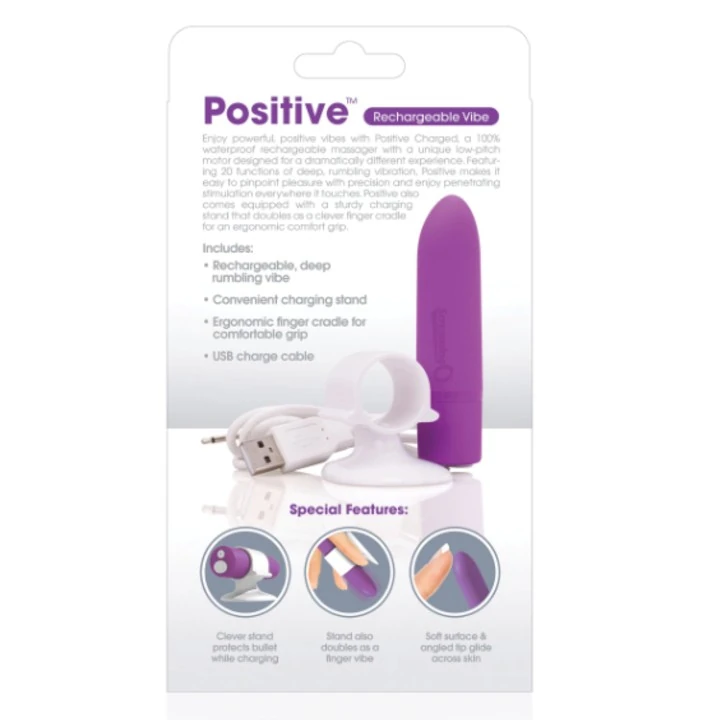 Positive™ Rechargeable Vibe
Enjoy powerful, positive vibes with Positive Charged, a 100%
waterproof rechargeable massager with a unique low-pitch
motor designed for a dramatically different experience. Featur-
ing 20 functions of deep, rumbling vibration, Positive makes it
easy to pinpoint pleasure with precision and enjoy penetrating
stimulation everywhere it touches. Positive also
comes equipped with a sturdy charging
stand that doubles as a clever finger cradle
for an ergonomic comfort grip.
Includes:
• Rechargeable, deep
rumbling vibe
• Convenient charging stand
• Ergonomic finger cradle for
comfortable grip
• USB charge cable
Special Features:
Clever stand
protects bullet
while charging
Stand also
doubles as a
finger vibe
Soft surface &
angled tip glide
across skin